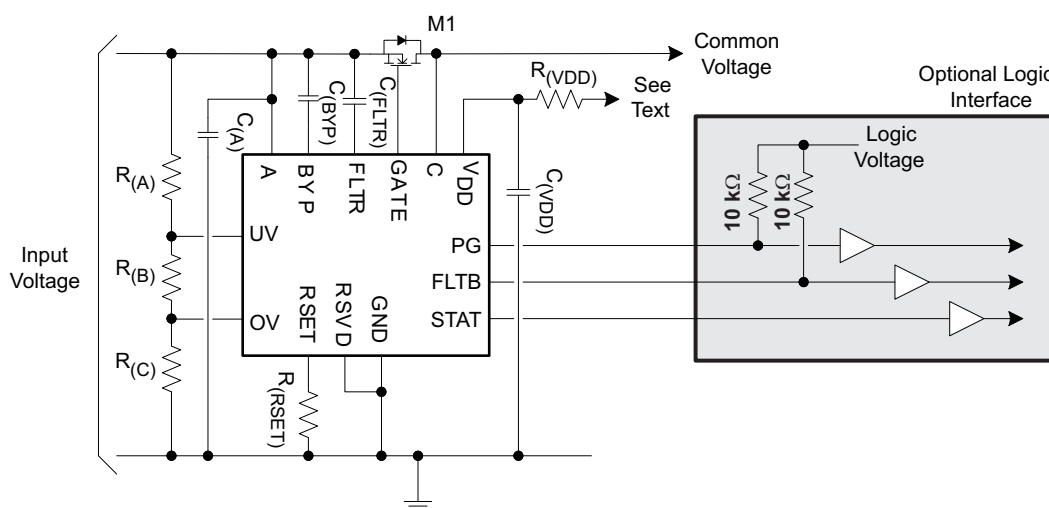 M1
Common
Voltage
R(VDD)
See
Text
Optional Logic
Interface
Logic
Voltage
C(A)
C(BYP)
C(FLTR)
C(VDD)
10 kΩ
10 kΩ
A
BYP
FLTR
GATE
C
VDD
R(A)
UV
PG
Input
Voltage
R(B)
FLTB
OV
RSET
RSVD
GND
STAT
R(C)
R(RSET)